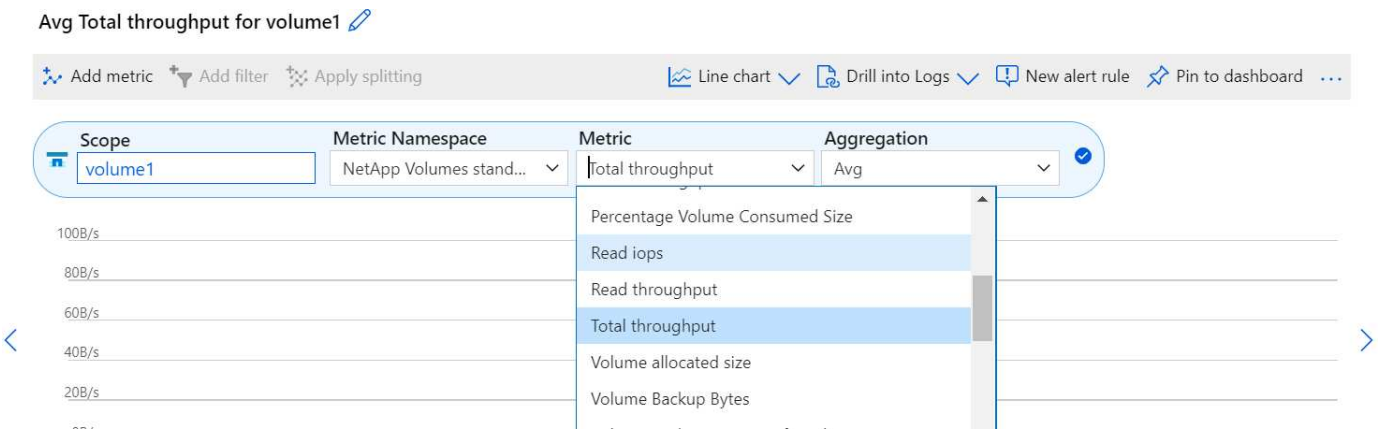 Avg Total throughput for volume1
Add metric Add filter Apply splitting Line chart Drill into Logs New alert rule Pin to dashboard ...
Scope Metric Namespace Metric Aggregation
volume1 NetApp Volumes stand... Total throughput Avg
Percentage Volume Consumed Size
100B/s
Read iops
80B/s
Read throughput
60B/s
Total throughput
40B/s
Volume allocated size
20B/s
Volume Backup Bytes